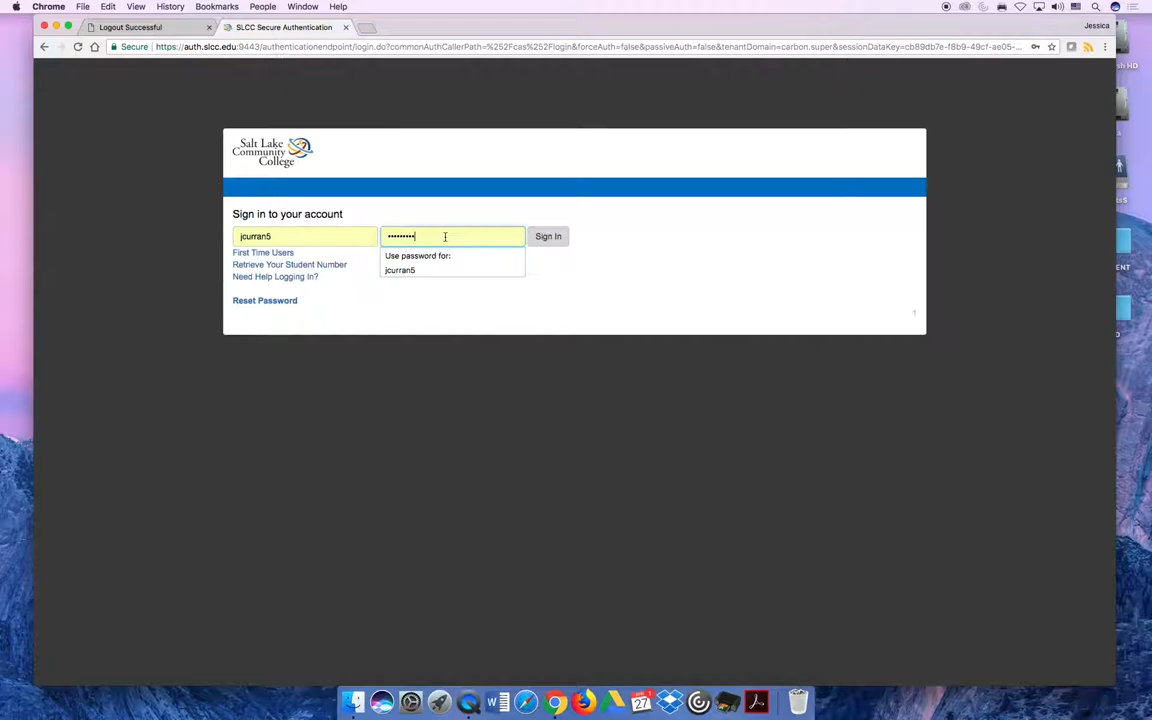 Chrome File Edit View History Bookmarks People Window Help
Logout Successful
SLCC Secure Authentication
Jessica
Secure
https://auth.slcc.edu:9443/authenticationendpoint/login.do?commonAuthCallerPath=%252Fcas%252Flogin&forceAuth=false&passiveAuth=false&tenantDomain=carbon.super&sessionDataKey=cb89db7e-f8b9-49cf-ae05-...
Salt Lake
Community
College
Sign in to your account
jcurran5
•••••••••
Sign In
First Time Users
Use password for:
Retrieve Your Student Number
jcurran5
Need Help Logging In?
Reset Password
1
27